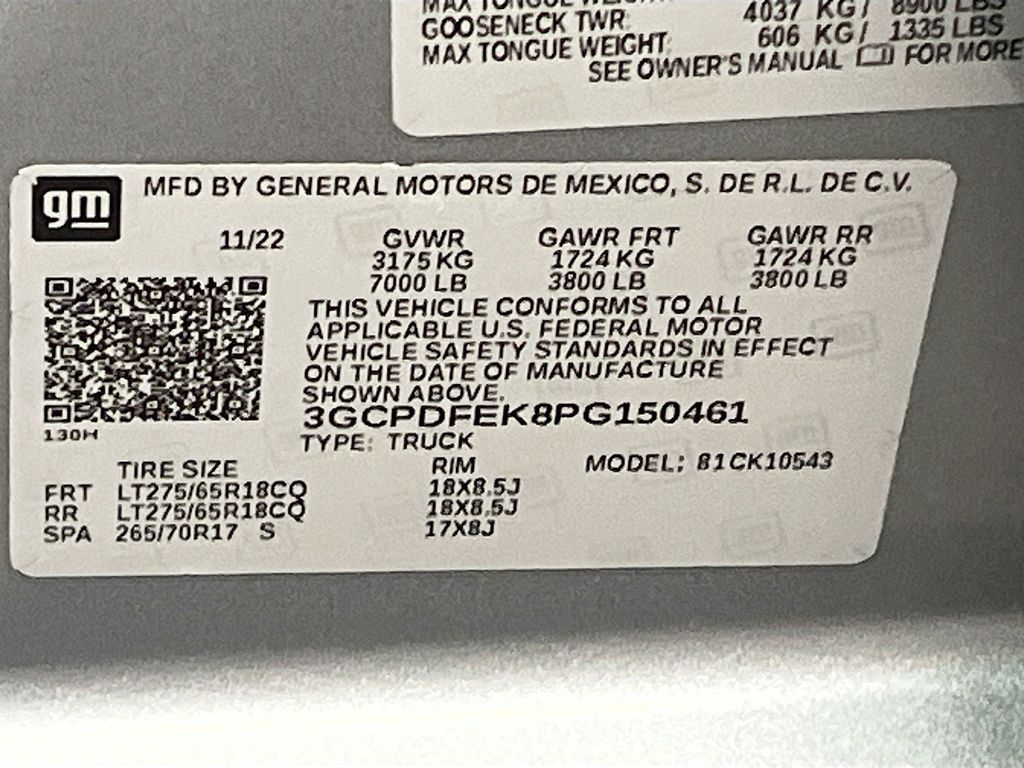 MAX TONGUE WEIGHT:
GOOSENECK TWR 4037 KG/ 8900 LBS
MAX TONGUE WEIGHT: 606 KG/ 1335 LBS
SEE OWNER'S MANUAL FOR MORE
gm
MFD BY GENERAL MOTORS DE MEXICO, S. DE R.L. DE C.V.
11/22 GVWR GAWR FRT GAWR RR
3175 KG 1724 KG 1724 KG
7000 LB 3800 LB 3800 LB
THIS VEHICLE CONFORMS TO ALL
APPLICABLE U.S. FEDERAL MOTOR
VEHICLE SAFETY STANDARDS IN EFFECT
ON THE DATE OF MANUFACTURE
SHOWN ABOVE.
3GCPDFEK8PG150461
130H
TYPE: TRUCK
TIRE SIZE RIM MODEL: 81CK10543
FRT LT275/65R18CQ 18X8.5J
RR LT275/65R18CQ 18X8.5J
SPA 265/70R17 S 17X8J